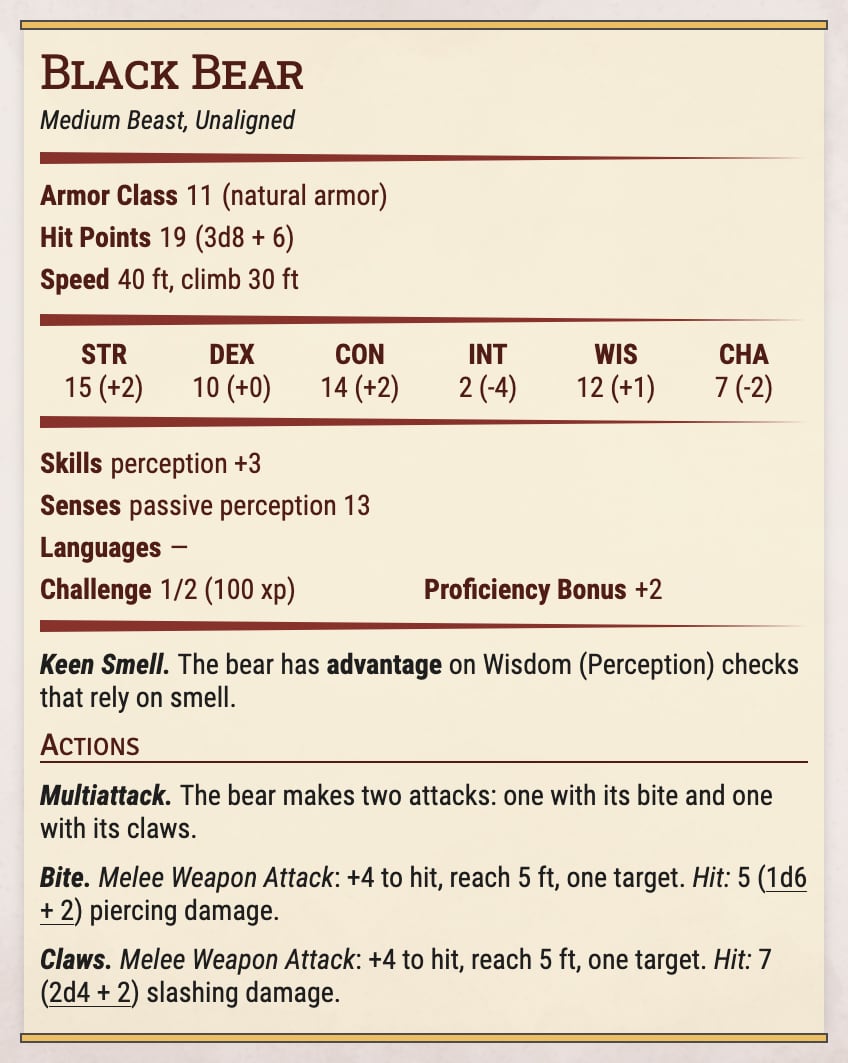 Black Bear
Medium Beast, Unaligned
Armor Class 11 (natural armor)
Hit Points 19 (3d8 + 6)
Speed 40 ft, climb 30 ft
STR DEX CON INT WIS CHA
15 (+2) 10 (+0) 14 (+2) 2 (-4) 12 (+1) 7 (-2)
Skills perception +3
Senses passive perception 13
Languages —
Challenge 1/2 (100 xp) Proficiency Bonus +2
Keen Smell. The bear has advantage on Wisdom (Perception) checks
that rely on smell.
Actions
Multiattack. The bear makes two attacks: one with its bite and one
with its claws.
Bite. Melee Weapon Attack: +4 to hit, reach 5 ft, one target. Hit: 5 (1d6
+ 2) piercing damage.
Claws. Melee Weapon Attack: +4 to hit, reach 5 ft, one target. Hit: 7
(2d4 + 2) slashing damage.